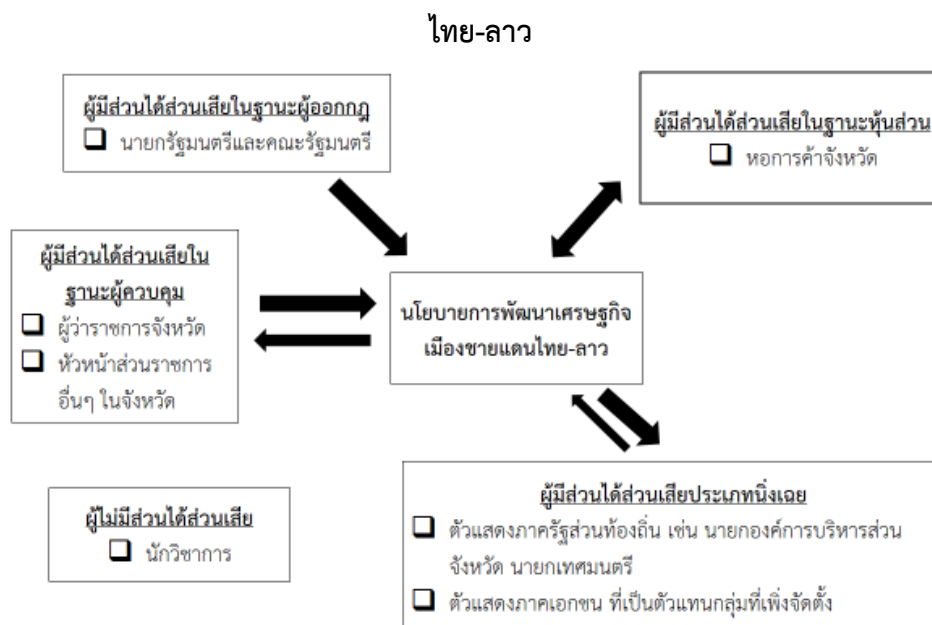 ไทย-ลาว
ผู้มีส่วนได้ส่วนเสียในฐานะผู้ออกกฎ
นายกรัฐมนตรีและคณะรัฐมนตรี
ผู้มีส่วนได้ส่วนเสียในฐานะหุ้นส่วน
หอการค้าจังหวัด
ผู้มีส่วนได้ส่วนเสียใน
ฐานะผู้ควบคุม
ผู้ว่าราชการจังหวัด
หัวหน้าส่วนราชการ
อื่นๆ ในจังหวัด
นโยบายการพัฒนาเศรษฐกิจ
เมืองชายแดนไทย-ลาว
ผู้ไม่มีส่วนได้ส่วนเสีย
นักวิชาการ
ผู้มีส่วนได้ส่วนเสียประเภทนิ่งเฉย
ตัวแสดงภาครัฐส่วนท้องถิ่น เช่น นายกองค์การบริหารส่วน
จังหวัด นายกเทศมนตรี
ตัวแสดงภาคเอกชน ที่เป็นตัวแทนกลุ่มที่เพิ่งจัดตั้ง